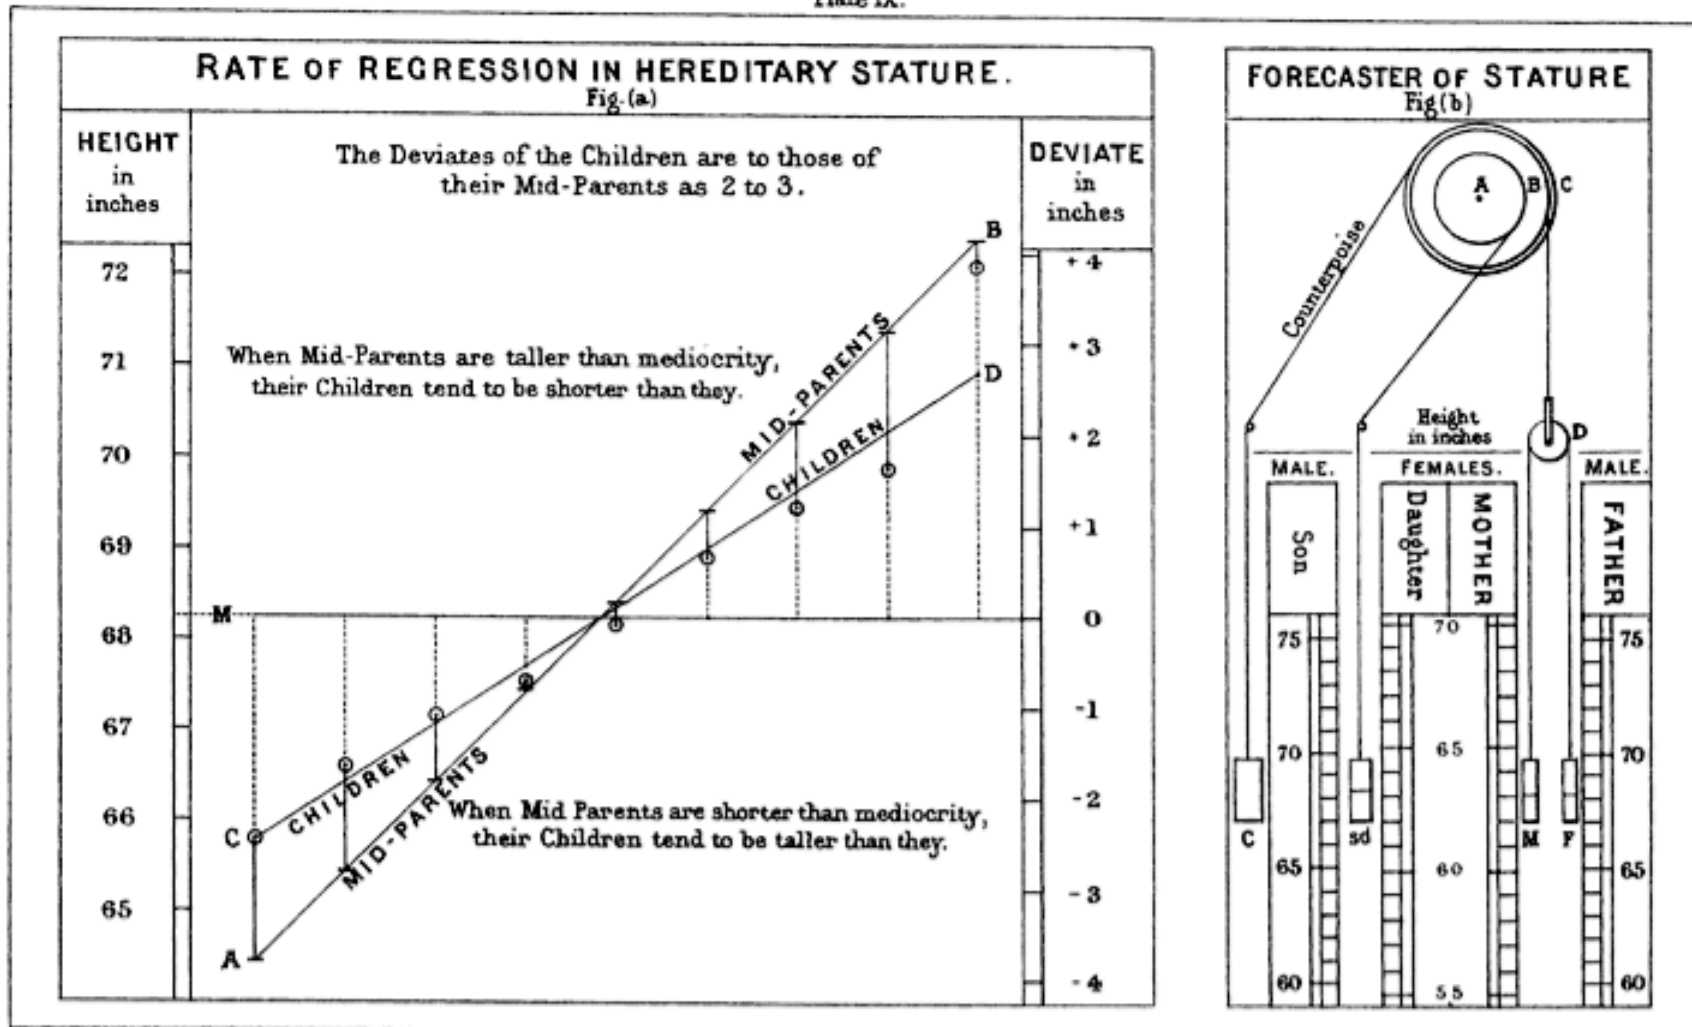 Plate IX.
RATE OF REGRESSION IN HEREDITARY STATURE.
Fig.(a)
HEIGHT
in
inches
The Deviates of the Children are to those of
their Mid-Parents as 2 to 3.
DEVIATE
in
inches
72
71
70
69
68
67
66
65
M
When Mid-Parents are taller than mediocrity,
their Children tend to be shorter than they.
MID-PARENTS
CHILDREN
B
D
CHILDREN
MID-PARENTS
C
A
When Mid Parents are shorter than mediocrity,
their Children tend to be taller than they.
+4
+3
+2
+1
0
-1
-2
-3
-4
FORECASTER OF STATURE
Fig(b)
A B C
Counterpoise
D
Height
in inches
MALE.
FEMALES.
MALE.
Son
Daughter
MOTHER
FATHER
75
70
65
60
70
65
60
55
75
70
65
60
C
sd
M
F